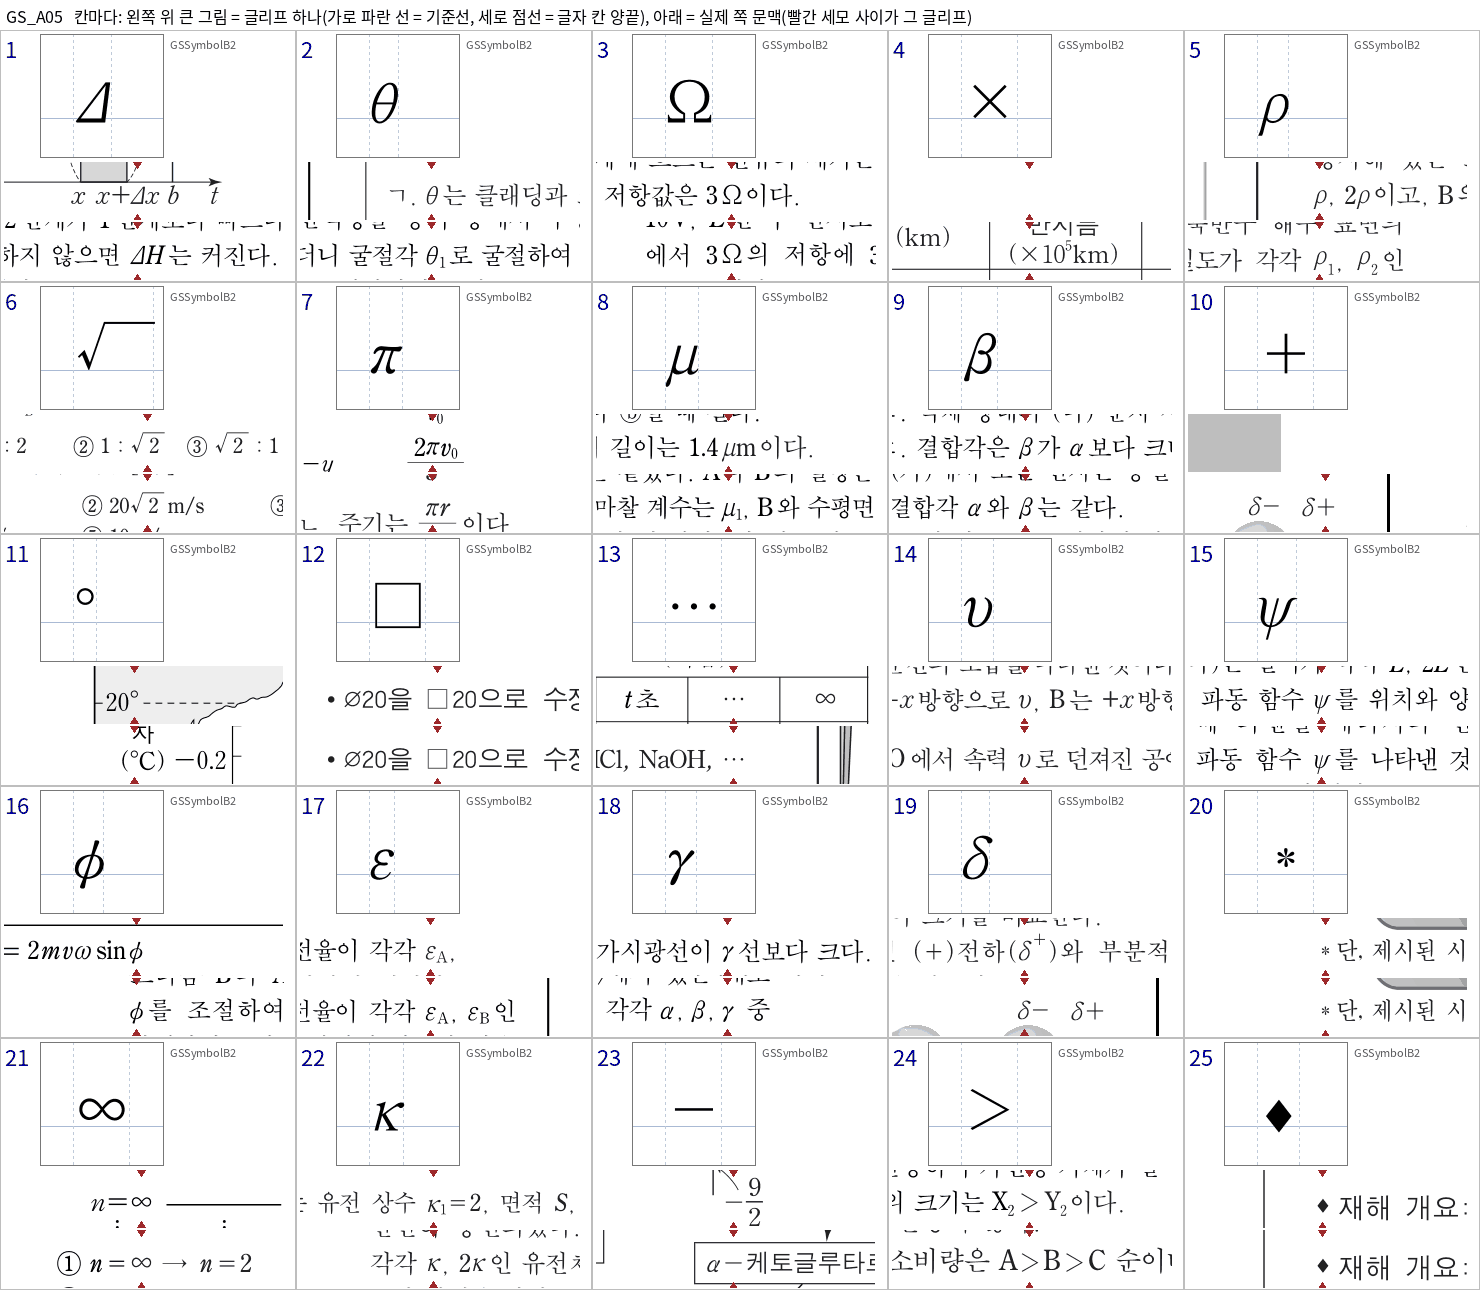 GS_A05 칸마다: 왼쪽 위 큰 그림 = 글리프 하나(가로 파란 선 = 기준선, 세로 점선 = 글자 칸 양끝), 아래 = 실제 쪽 문맥(빨간 세모 사이가 그 글리프)
1 GSSymbolB2
Δ
x x+Δx b t
하지 않으면 ΔH는 커진다.
2 GSSymbolB2
θ
ㄱ. θ는 클래딩과
더니 굴절각 θ₁로 굴절하여
3 GSSymbolB2
Ω
저항값은 3Ω이다.
에서 3Ω의 저항에 3
4 GSSymbolB2
×
(km) 반지름
(×10⁵km)
5 GSSymbolB2
ρ
ρ, 2ρ이고, B의
밀도가 각각 ρ₁, ρ₂인
6 GSSymbolB2
√
: 2 ② 1 : √2 ③ √2 : 1
② 20√2 m/s ③
7 GSSymbolB2
π
−u 2πv₀
주기는 πr 이다
8 GSSymbolB2
μ
길이는 1.4 μm이다.
마찰 계수는 μ₁, B와 수평면
9 GSSymbolB2
β
. 결합각은 β가 α보다 크
결합각 α와 β는 같다.
10 GSSymbolB2
+
δ− δ+
11 GSSymbolB2
°
20°
(℃) −0.2
12 GSSymbolB2
□
• ∅20을 □20으로 수정
• ∅20을 □20으로 수정
13 GSSymbolB2
…
t초 … ∞
HCl, NaOH, …
14 GSSymbolB2
υ
-x방향으로 υ, B는 +x방향
O에서 속력 υ로 던져진 공
15 GSSymbolB2
ψ
파동 함수 ψ를 위치와 양
파동 함수 ψ를 나타낸 것
16 GSSymbolB2
ϕ
= 2mvω sinϕ
ϕ를 조절하여
17 GSSymbolB2
ε
전율이 각각 ε_A,
전율이 각각 ε_A, ε_B인
18 GSSymbolB2
γ
가시광선이 γ선보다 크다.
각각 α, β, γ 중
19 GSSymbolB2
δ
(+)전하(δ⁺)와 부분적
δ− δ+
20 GSSymbolB2
*
* 단, 제시된 시
* 단, 제시된 시
21 GSSymbolB2
∞
n=∞
① n=∞ → n=2
22 GSSymbolB2
κ
유전 상수 κ₁=2, 면적 S,
각각 κ, 2κ인 유전체
23 GSSymbolB2
−
−9/2
α−케토글루타르
24 GSSymbolB2
>
의 크기는 X₂>Y₂이다.
소비량은 A>B>C 순이
25 GSSymbolB2
♦
♦ 재해 개요:
♦ 재해 개요: